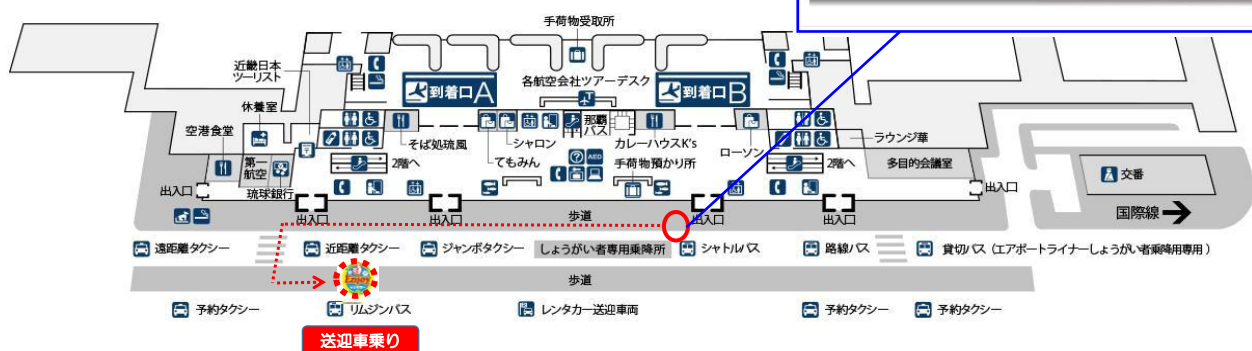 手荷物受取所
近畿日本
ツーリスト
各航空会社ツアーデスク
到着口A
到着口B
休養室
空港食堂
そば処琉風
シャロン
那覇
バス
カレーハウスK's
ラウンジ華
てもみん
手荷物預かり所
ローソン
AED
第一
航空
2階へ
2階へ
多目的会議室
琉球銀行
出入口
出入口
交番
出入口
出入口
歩道
出入口
出入口
国際線
遠距離タクシー
近距離タクシー
ジャンボタクシー
しょうがい者専用乗降所
シャトルバス
路線バス
貸切バス（エアポートライナーしょうがい者乗降用専用）
Enjoy
歩道
予約タクシー
リムジンバス
レンタカー送迎車両
予約タクシー
予約タクシー
送迎車乗り